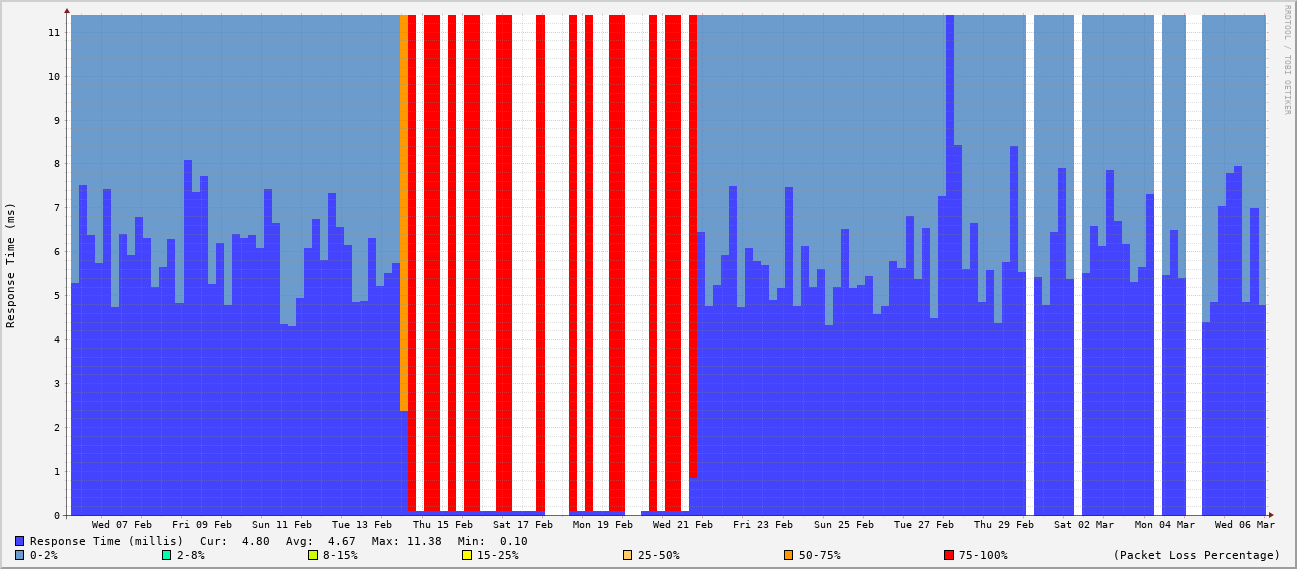 RRDTOOL / TOBI OETIKER
Response Time (ms)
11
10
9
8
7
6
5
4
3
2
1
0
Wed 07 Feb Fri 09 Feb Sun 11 Feb Tue 13 Feb Thu 15 Feb Sat 17 Feb Mon 19 Feb Wed 21 Feb Fri 23 Feb Sun 25 Feb Tue 27 Feb Thu 29 Feb Sat 02 Mar Mon 04 Mar Wed 06 Mar
Response Time (millis) Cur: 4.80 Avg: 4.67 Max: 11.38 Min: 0.10
0-2% 2-8% 8-15% 15-25% 25-50% 50-75% 75-100% (Packet Loss Percentage)